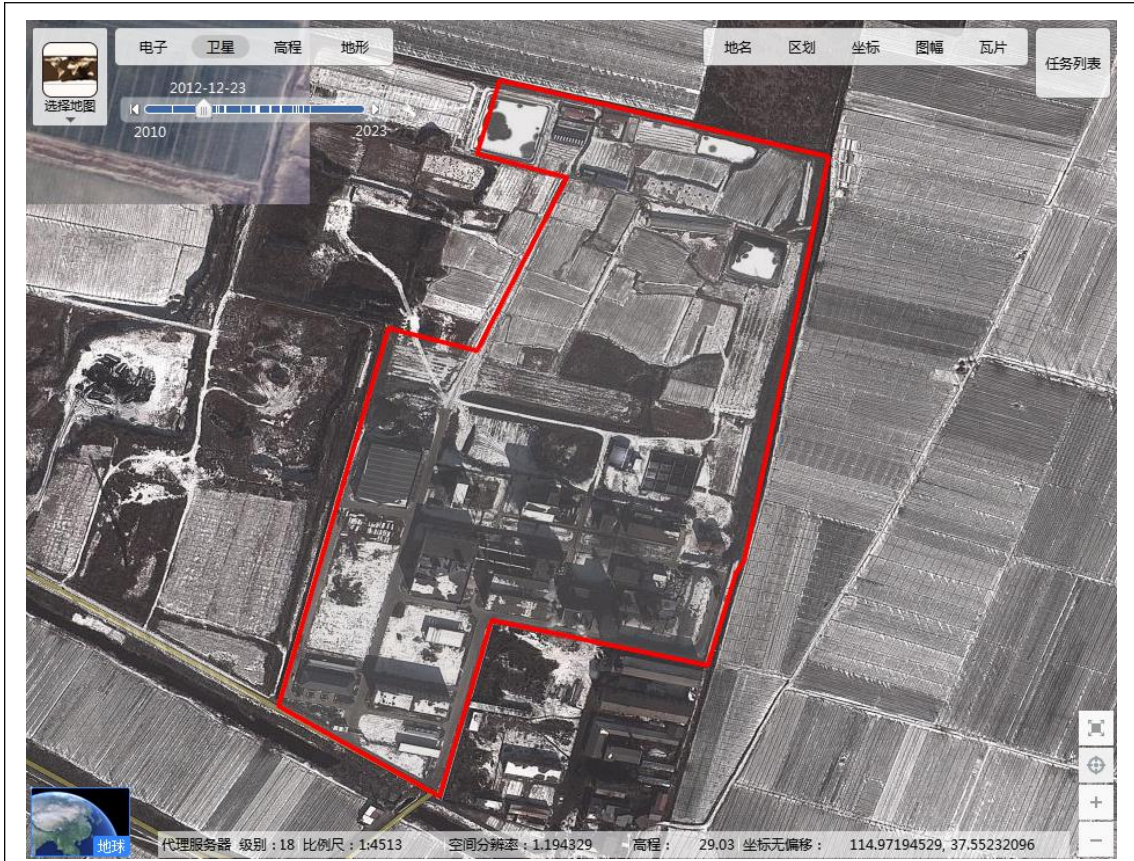 电子 卫星 高程 地形
地名 区划 坐标 图幅 瓦片
任务列表
选择地图
2012-12-23
2010 2023
地球
代理服务器 级别：18 比例尺：1:4513 空间分辨率：1.194329 高程： 29.03 坐标无偏移： 114.97194529, 37.55232096